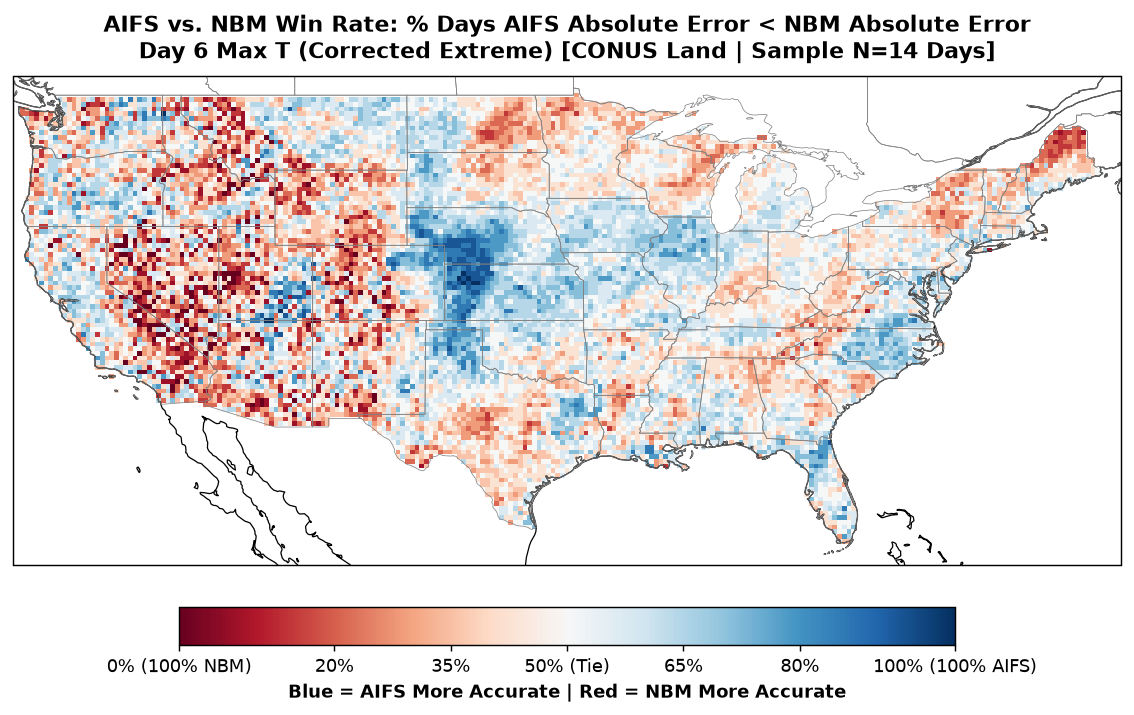 AIFS vs. NBM Win Rate: % Days AIFS Absolute Error < NBM Absolute Error
Day 6 Max T (Corrected Extreme) [CONUS Land | Sample N=14 Days]
0% (100% NBM) 20% 35% 50% (Tie) 65% 80% 100% (100% AIFS)
Blue = AIFS More Accurate | Red = NBM More Accurate